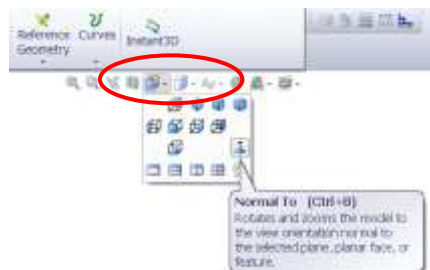 Reference Curves Instant3D
Geometry
Normal To (Ctrl+8)
Rotates and zooms the model to
the view orientation normal to
the selected plane, planar face, or
feature.